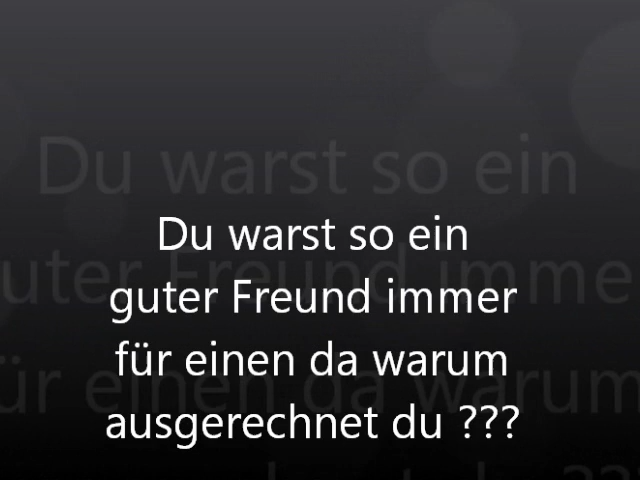 Du warst so ein
guter Freund immer
für einen da warum
ausgerechnet du ???